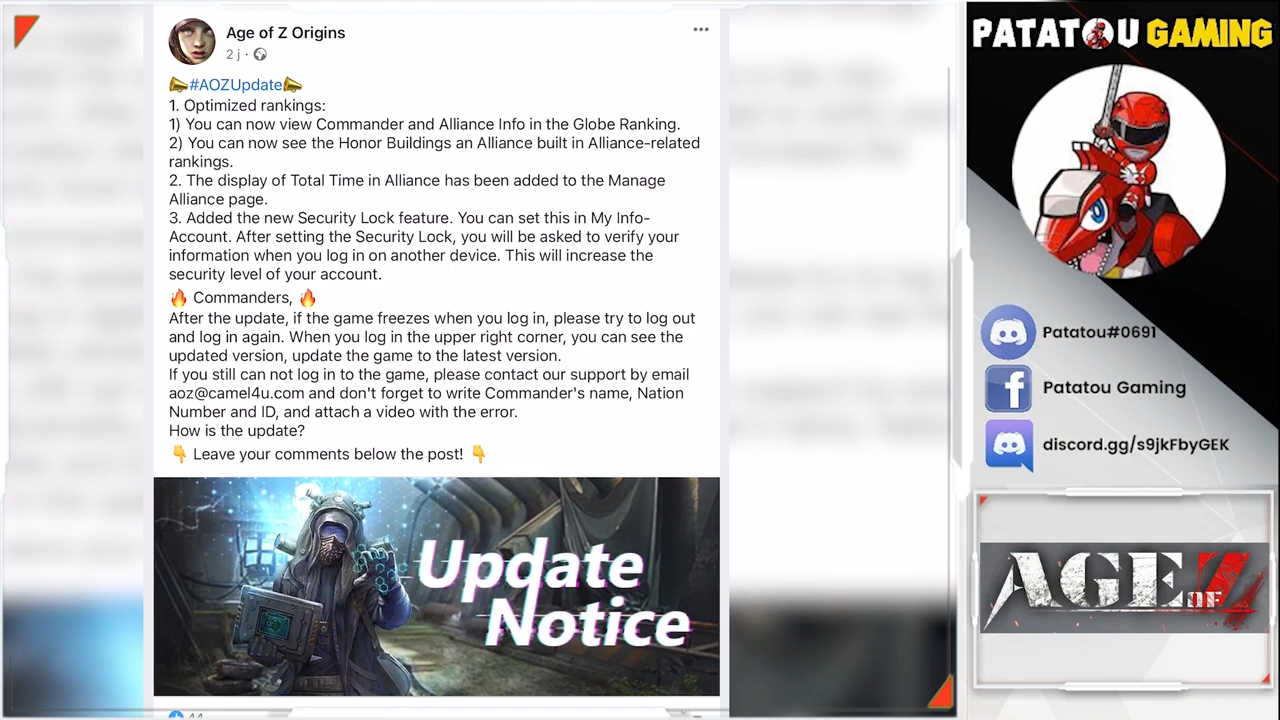 Age of Z Origins
2 j ·
#AOZUpdate
1. Optimized rankings:
1) You can now view Commander and Alliance Info in the Globe Ranking.
2) You can now see the Honor Buildings an Alliance built in Alliance-related
rankings.
2. The display of Total Time in Alliance has been added to the Manage
Alliance page.
3. Added the new Security Lock feature. You can set this in My Info-
Account. After setting the Security Lock, you will be asked to verify your
information when you log in on another device. This will increase the
security level of your account.
🔥 Commanders, 🔥
After the update, if the game freezes when you log in, please try to log out
and log in again. When you log in the upper right corner, you can see the
updated version, update the game to the latest version.
If you still can not log in to the game, please contact our support by email
aoz@camel4u.com and don't forget to write Commander's name, Nation
Number and ID, and attach a video with the error.
How is the update?
👇 Leave your comments below the post! 👇
Update
Notice
PATATOU GAMING
Patatou#0691
Patatou Gaming
discord.gg/s9jkFbyGEK
AGE OF Z